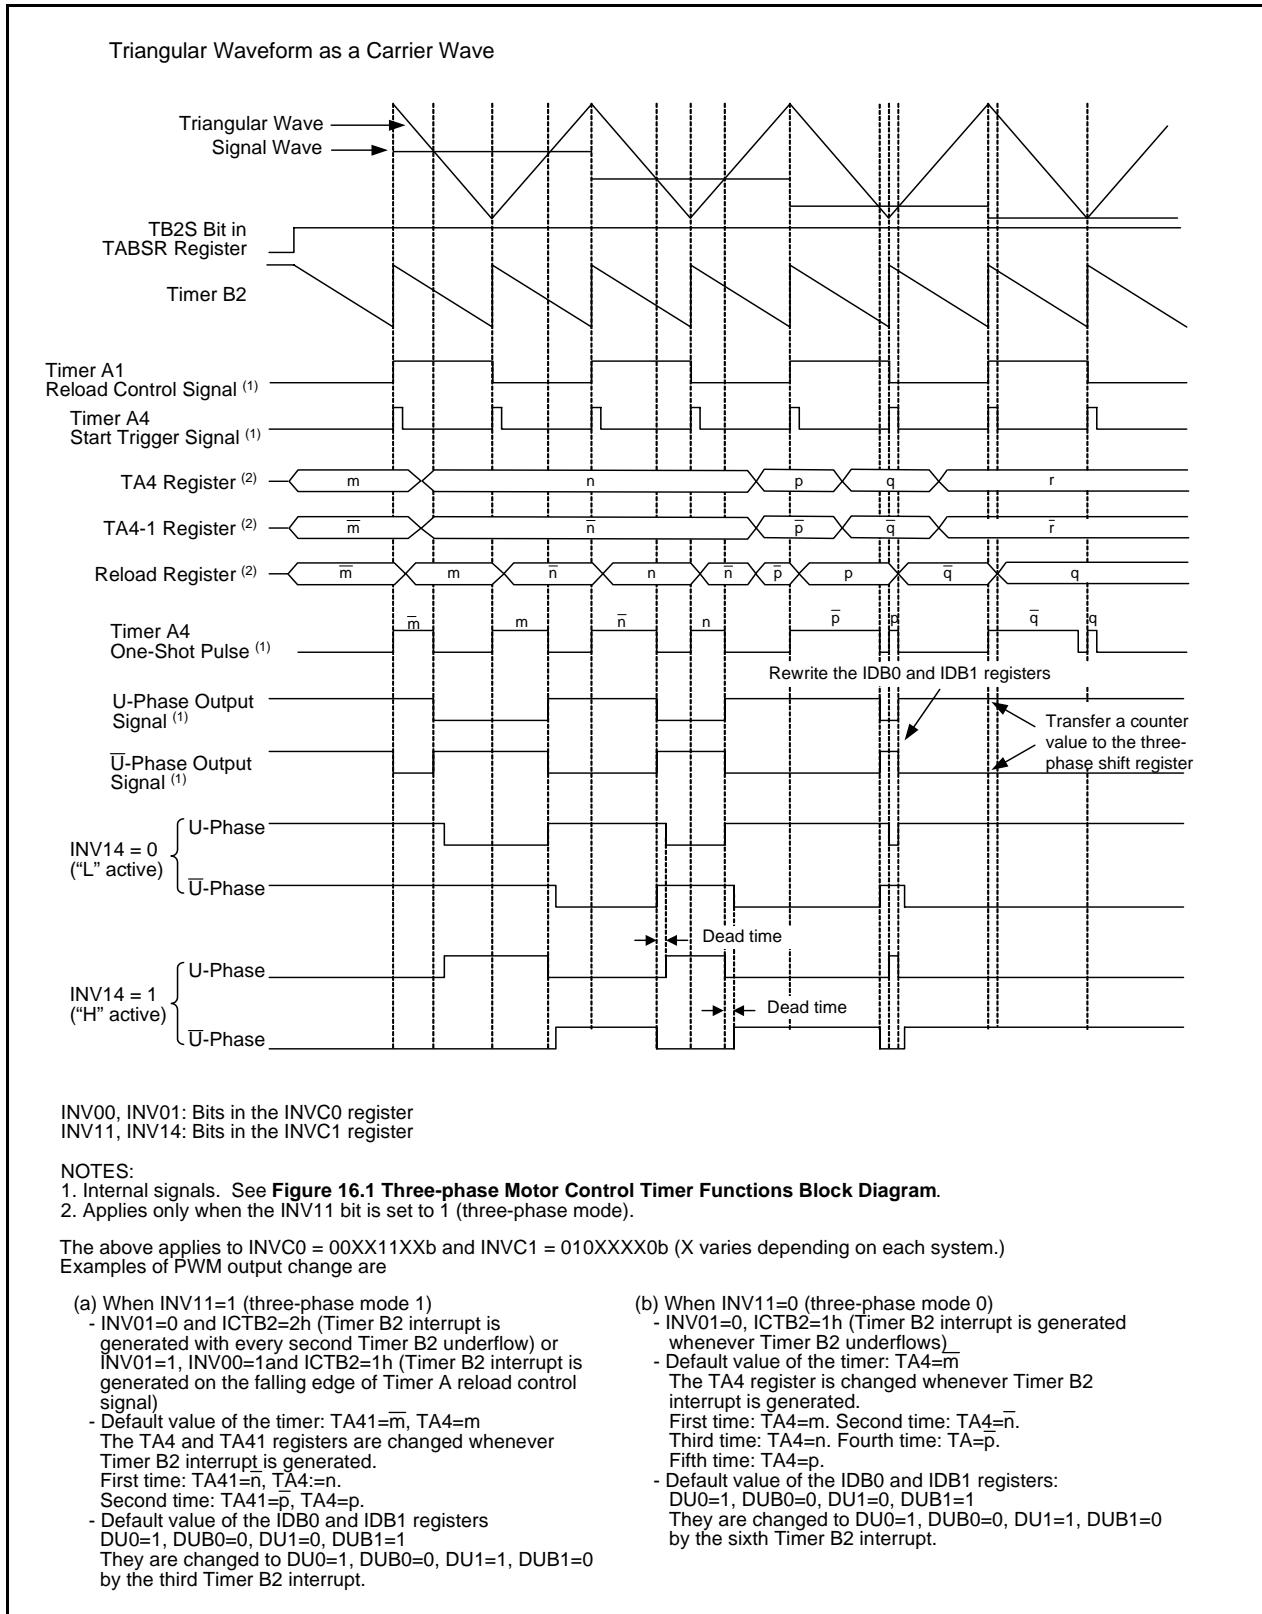 Triangular Waveform as a Carrier Wave
Triangular Wave
Signal Wave
TB2S Bit in
TABSR Register
Timer B2
Timer A1
Reload Control Signal (1)
Timer A4
Start Trigger Signal (1)
TA4 Register (2)
m
n
p
q
r
TA4-1 Register (2)
m̅
n̅
p̅
q̅
r̅
Reload Register (2)
m̅
m
n̅
n
n̅
p̅
p
q̅
q
Timer A4
One-Shot Pulse (1)
m̅
m
n̅
n
p̅
p
q̅
q
Rewrite the IDB0 and IDB1 registers
U-Phase Output
Signal (1)
Transfer a counter
value to the three-
phase shift register
U̅-Phase Output
Signal (1)
INV14 = 0
("L" active)
U-Phase
U̅-Phase
Dead time
INV14 = 1
("H" active)
U-Phase
Dead time
U̅-Phase
INV00, INV01: Bits in the INVC0 register
INV11, INV14: Bits in the INVC1 register
NOTES:
1. Internal signals. See Figure 16.1 Three-phase Motor Control Timer Functions Block Diagram.
2. Applies only when the INV11 bit is set to 1 (three-phase mode).
The above applies to INVC0 = 00XX11XXb and INVC1 = 010XXXX0b (X varies depending on each system.)
Examples of PWM output change are
(a) When INV11=1 (three-phase mode 1)
- INV01=0 and ICTB2=2h (Timer B2 interrupt is
generated with every second Timer B2 underflow) or
INV01=1, INV00=1and ICTB2=1h (Timer B2 interrupt is
generated on the falling edge of Timer A reload control
signal)
- Default value of the timer: TA41=m̅, TA4=m
The TA4 and TA41 registers are changed whenever
Timer B2 interrupt is generated.
First time: TA41=n̅, TA4:=n.
Second time: TA41=p̅, TA4=p.
- Default value of the IDB0 and IDB1 registers
DU0=1, DUB0=0, DU1=0, DUB1=1
They are changed to DU0=1, DUB0=0, DU1=1, DUB1=0
by the third Timer B2 interrupt.
(b) When INV11=0 (three-phase mode 0)
- INV01=0, ICTB2=1h (Timer B2 interrupt is generated
whenever Timer B2 underflows)
- Default value of the timer: TA4=m̅
The TA4 register is changed whenever Timer B2
interrupt is generated.
First time: TA4=m. Second time: TA4=n̅.
Third time: TA4=n. Fourth time: TA=p̅.
Fifth time: TA4=p.
- Default value of the IDB0 and IDB1 registers:
DU0=1, DUB0=0, DU1=0, DUB1=1
They are changed to DU0=1, DUB0=0, DU1=1, DUB1=0
by the sixth Timer B2 interrupt.